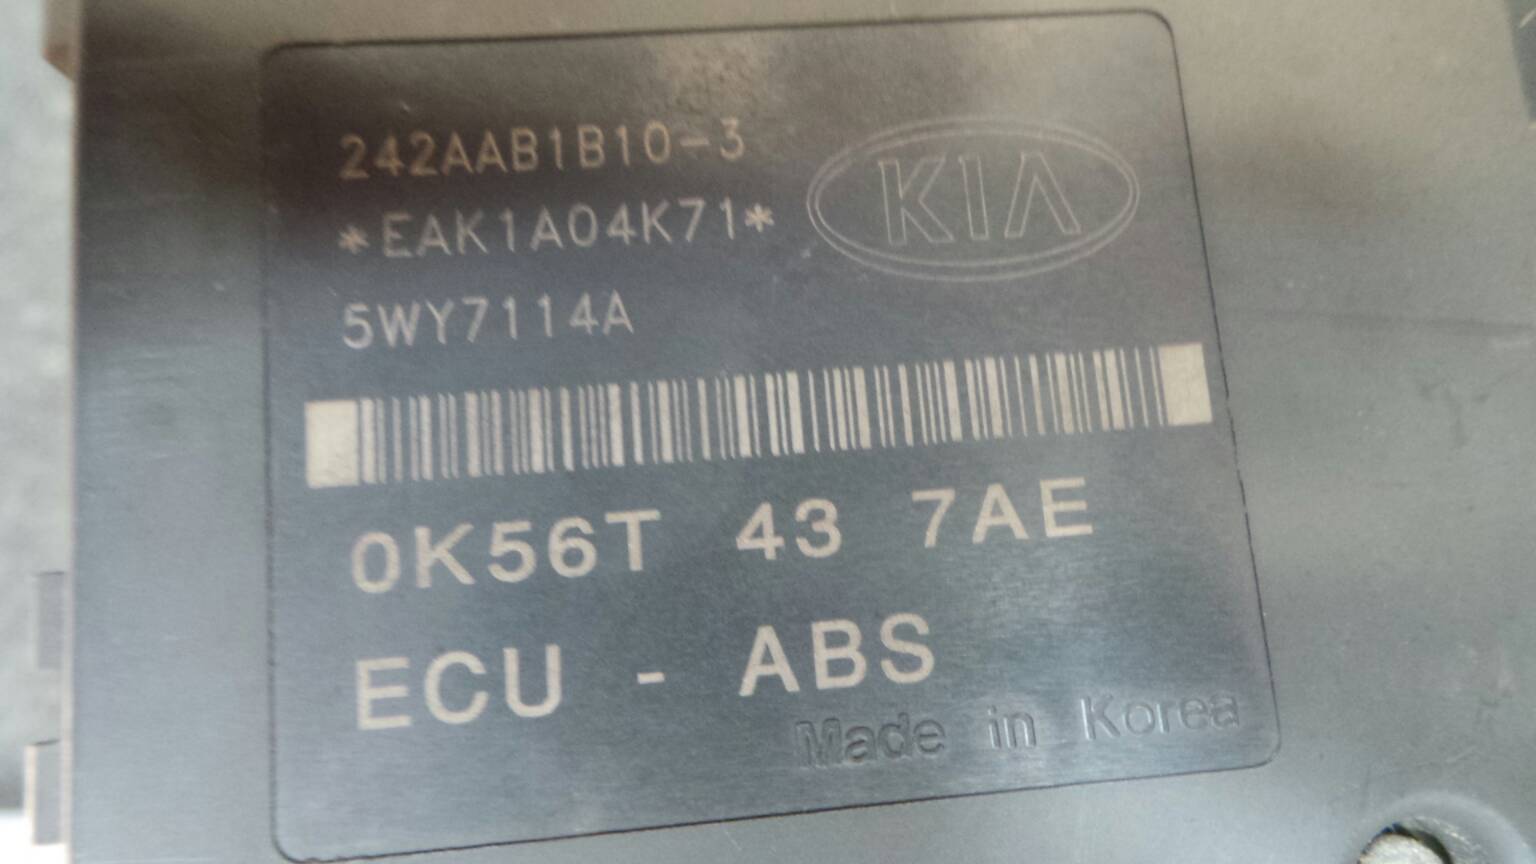 242AAB1B10-3
KIA
*EAK1A04K71*
5WY7114A
0K56T 43 7AE
ECU - ABS
Made in Korea